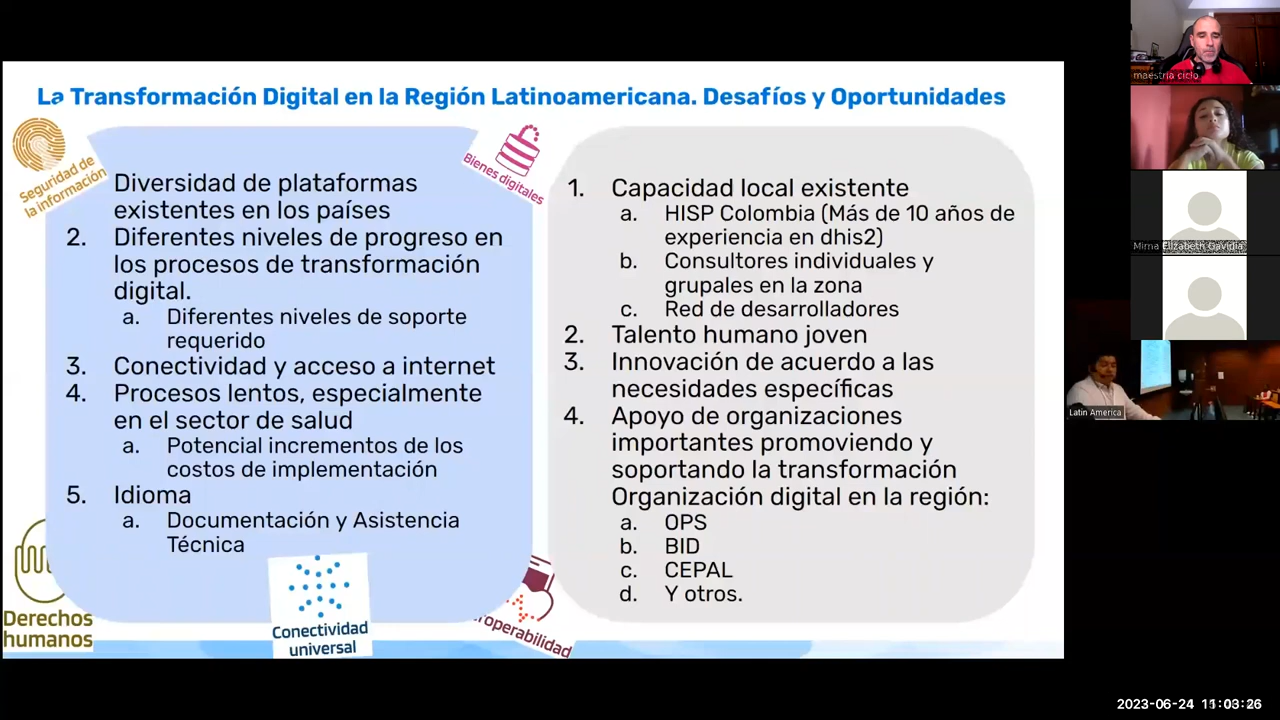 La Transformación Digital en la Región Latinoamericana. Desafíos y Oportunidades
Seguridad de
la información
Bienes digitales
Diversidad de plataformas
existentes en los países
2. Diferentes niveles de progreso en
los procesos de transformación
digital.
a. Diferentes niveles de soporte
requerido
3. Conectividad y acceso a internet
4. Procesos lentos, especialmente
en el sector de salud
a. Potencial incrementos de los
costos de implementación
5. Idioma
a. Documentación y Asistencia
Técnica
Derechos
humanos
Conectividad
universal
roperabilidad
1. Capacidad local existente
a. HISP Colombia (Más de 10 años de
experiencia en dhis2)
b. Consultores individuales y
grupales en la zona
c. Red de desarrolladores
2. Talento humano joven
3. Innovación de acuerdo a las
necesidades específicas
4. Apoyo de organizaciones
importantes promoviendo y
soportando la transformación
Organización digital en la región:
a. OPS
b. BID
c. CEPAL
d. Y otros.
maestria ciclo
Mirna Elizabeth Gavidia
Latin America
2023-06-24 11:03:26